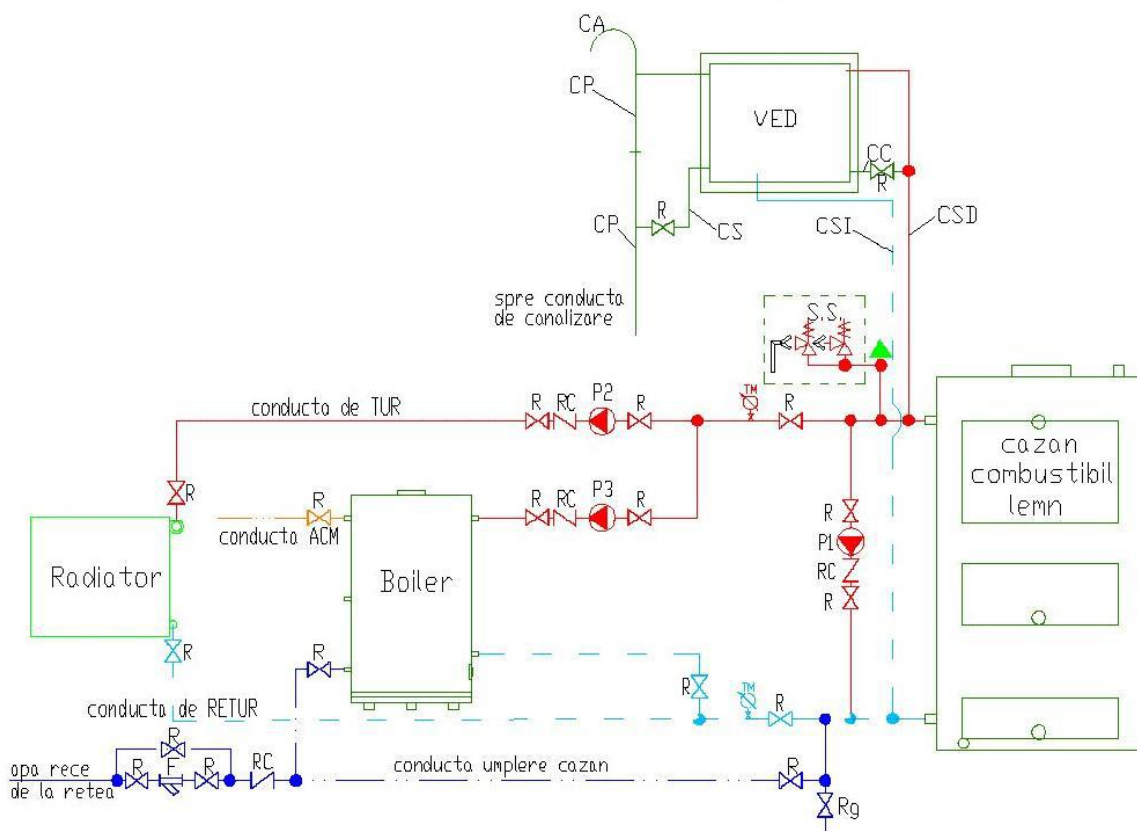 CA
CP
VED
CC
R
R
CP
CS
CSI
CSD
spre conducta
de canalizare
S.S.
P2
TM
R
RC
R
R
conducta de TUR
cazan
combustibil
lemn
R
R
RC
P3
R
R
conducta ACM
P1
Radiator
Boiler
RC
R
R
R
R
TM
R
conducta de RETUR
R
R
F
R
RC
conducta umplere cazan
R
apa rece
de la retea
Rg